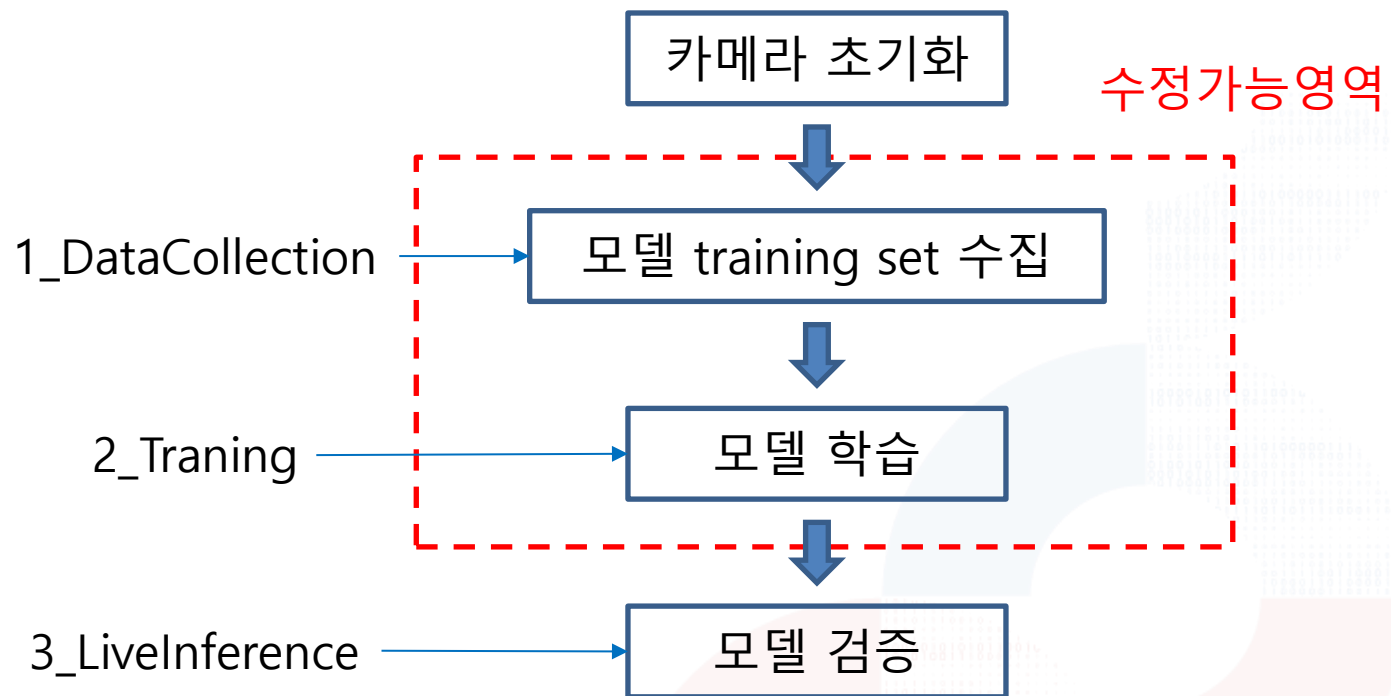 카메라 초기화
수정가능영역
1_DataCollection
모델 training set 수집
2_Traning
모델 학습
3_LiveInference
모델 검증